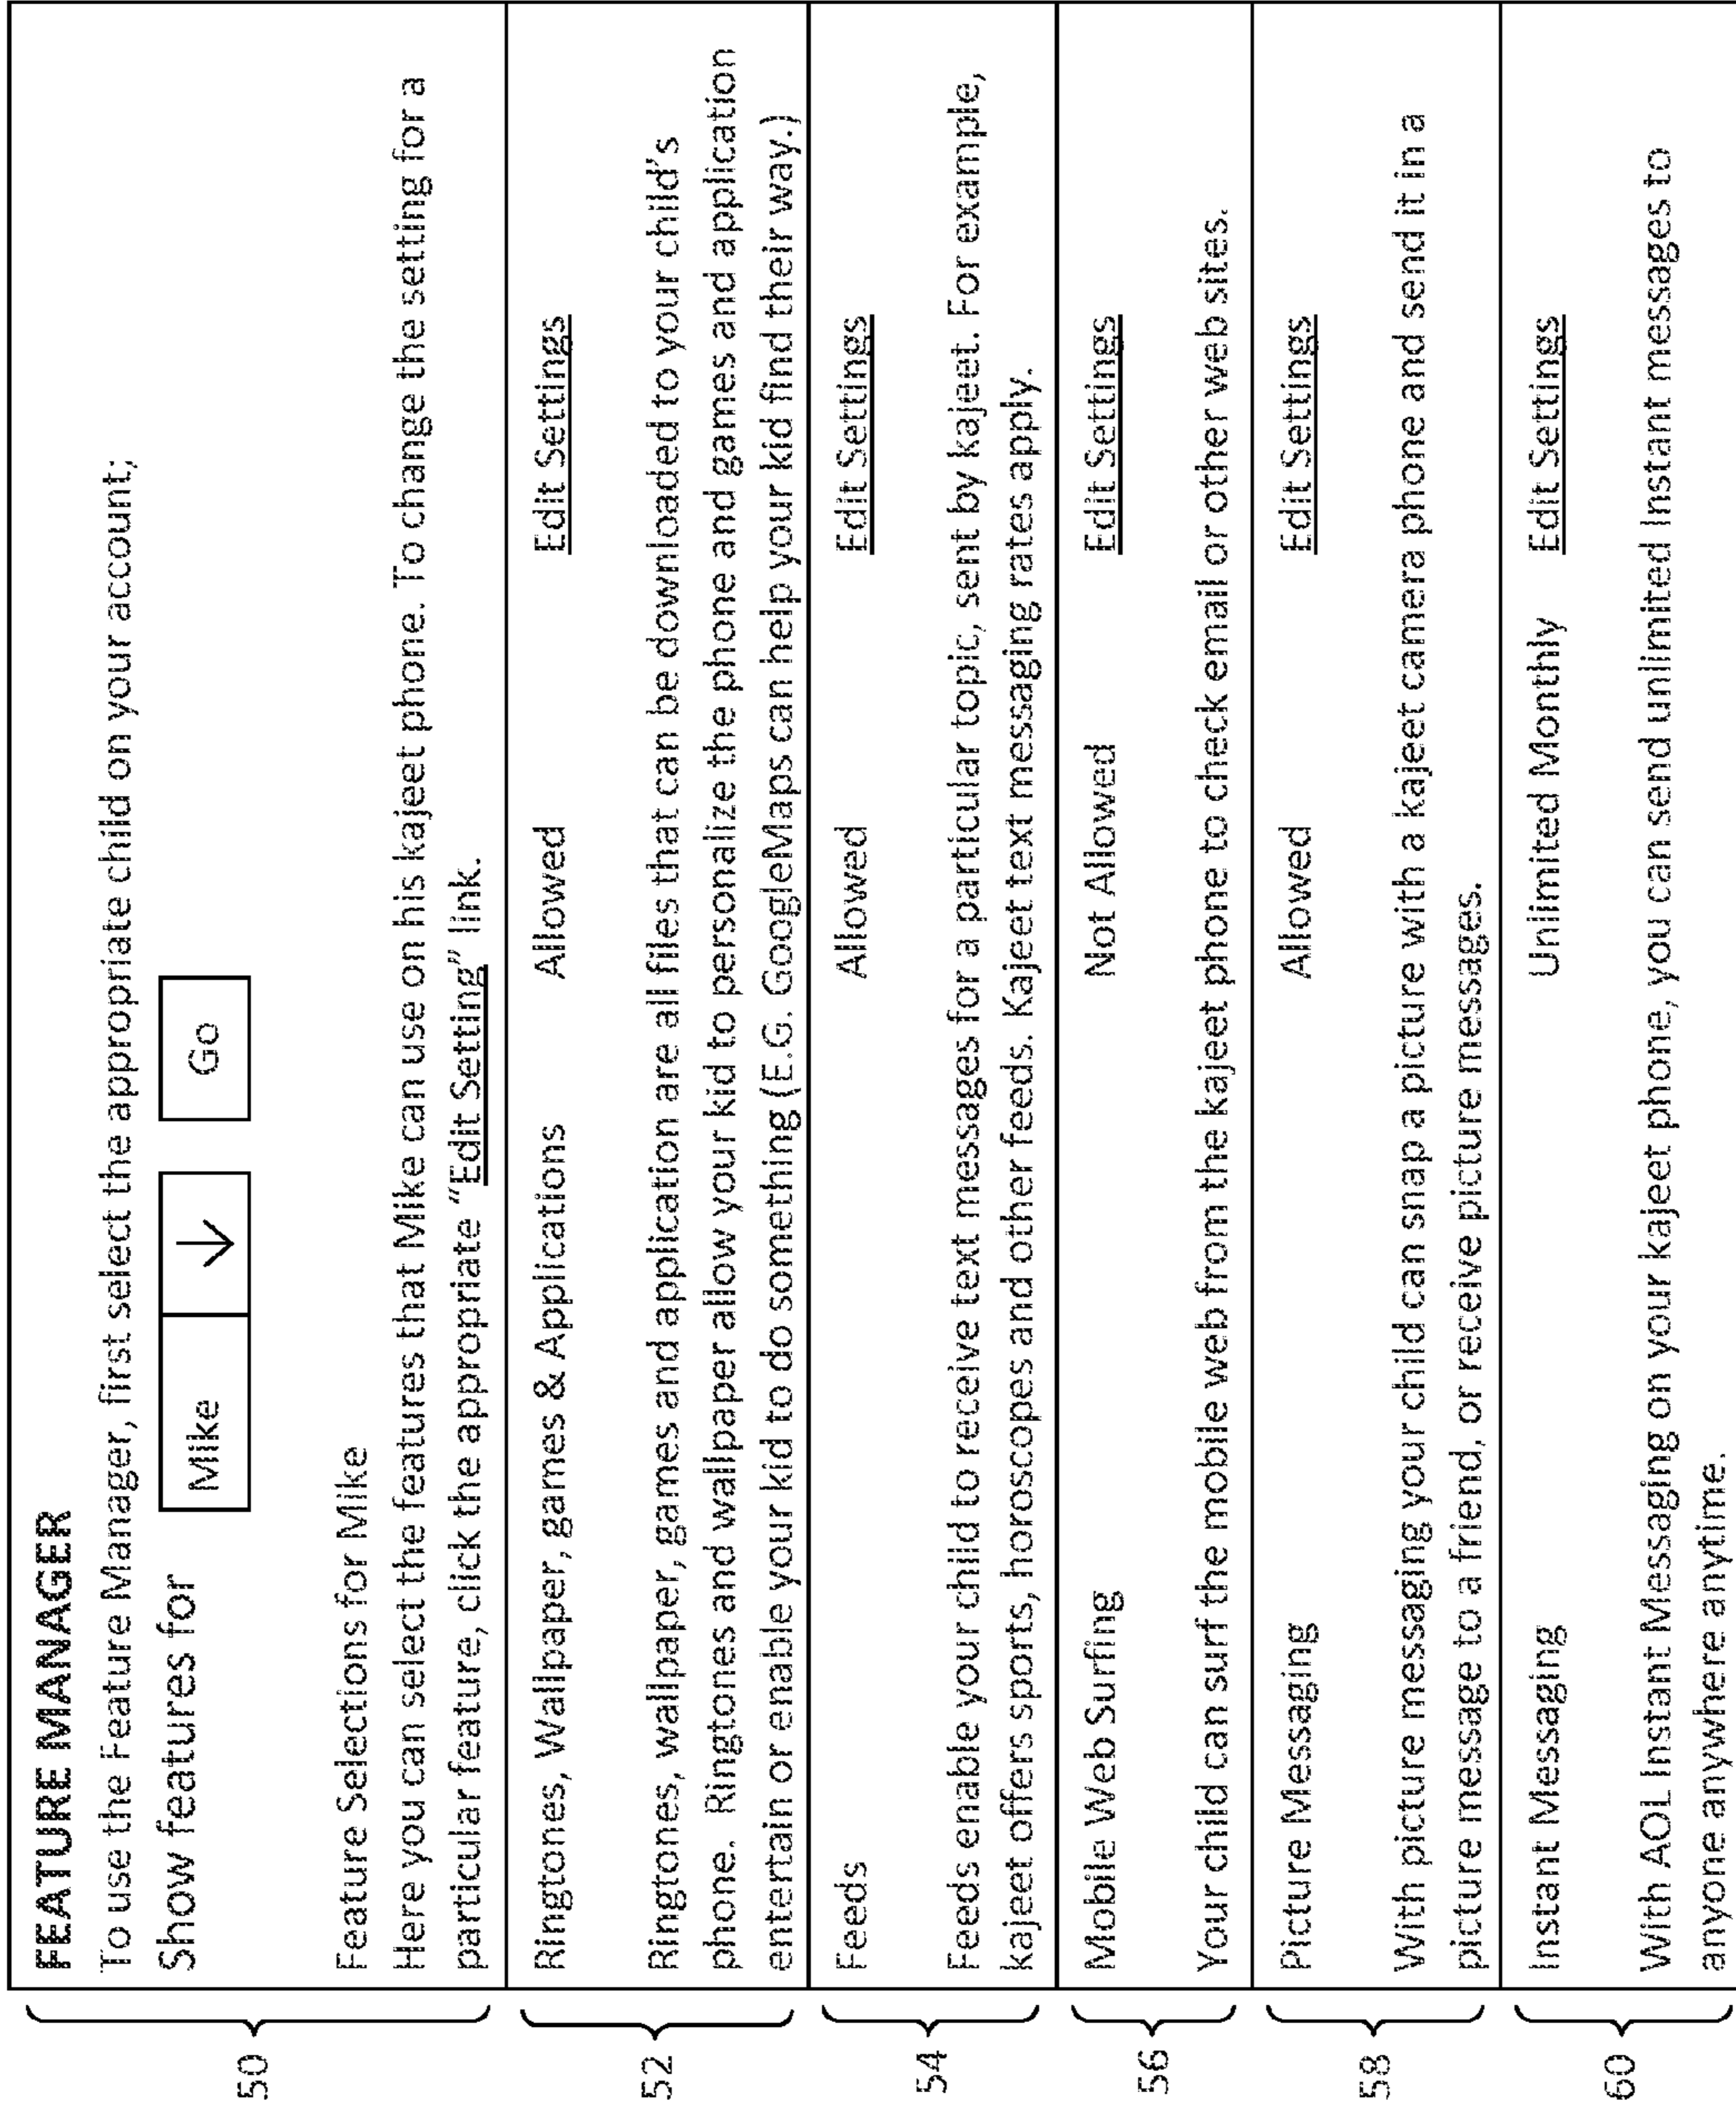 50
FEATURE MANAGER
To use the Feature Manager, first select the appropriate child on your account;
Show features for Mike Go
Feature Selections for Mike
Here you can select the features that Mike can use on his kajeet phone. To change the setting for a
particular feature, click the appropriate “Edit Setting” link.
52
Ringtones, Wallpaper, games & Applications Allowed Edit Settings
Ringtones, wallpaper, games and application are all files that can be downloaded to your child's
phone. Ringtones and wallpaper allow your kid to personalize the phone and games and application
entertain or enable your kid to do something (E.G. GoogleMaps can help your kid find their way.)
54
Feeds Allowed Edit Settings
Feeds enable your child to receive text messages for a particular topic, sent by kajeet. For example,
kajeet offers sports, horoscopes and other feeds. Kajeet text messaging rates apply.
56
Mobile Web Surfing Not Allowed Edit Settings
Your child can surf the mobile web from the kajeet phone to check email or other web sites.
58
Picture Messaging Allowed Edit Settings
With picture messaging your child can snap a picture with a kajeet camera phone and send it in a
picture message to a friend, or receive picture messages.
60
Instant Messaging Unlimited Monthly Edit Settings
With AOL Instant Messaging on your kajeet phone, you can send unlimited Instant messages to
anyone anywhere anytime.